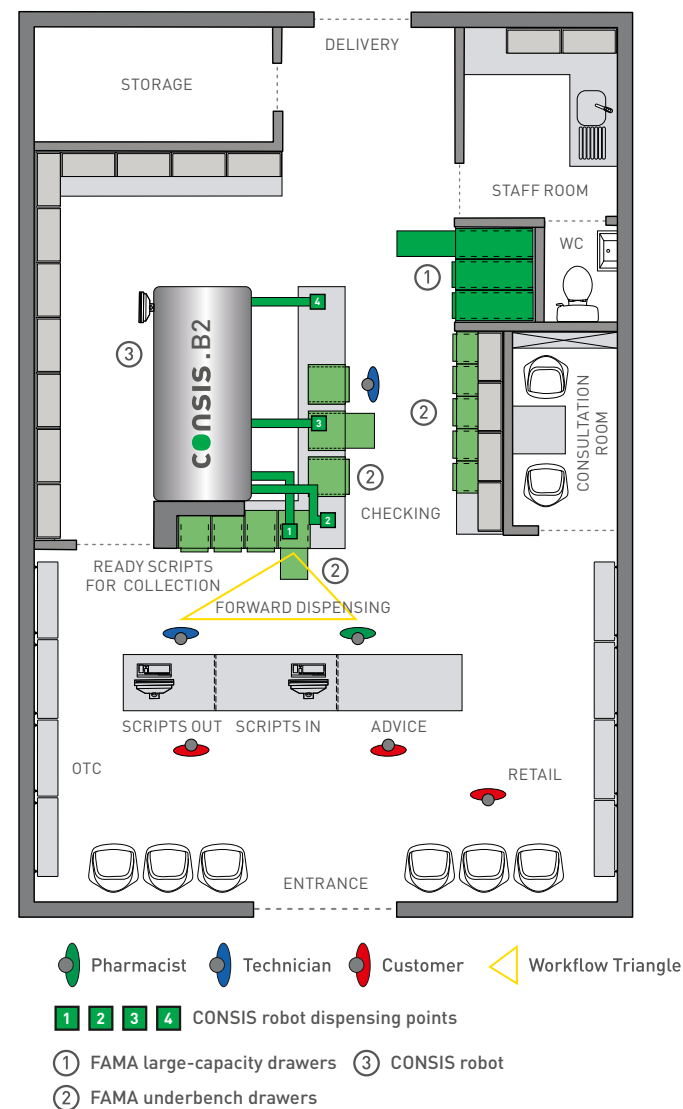 DELIVERY
STORAGE
STAFF ROOM
WC
1
4
3
consis.B2
3
2
CONSULTATION
ROOM
2
CHECKING
2
1
READY SCRIPTS
FOR COLLECTION
2
FORWARD DISPENSING
SCRIPTS OUT
SCRIPTS IN
ADVICE
OTC
RETAIL
ENTRANCE
Pharmacist
Technician
Customer
Workflow Triangle
1 2 3 4 CONSIS robot dispensing points
1 FAMA large-capacity drawers
3 CONSIS robot
2 FAMA underbench drawers